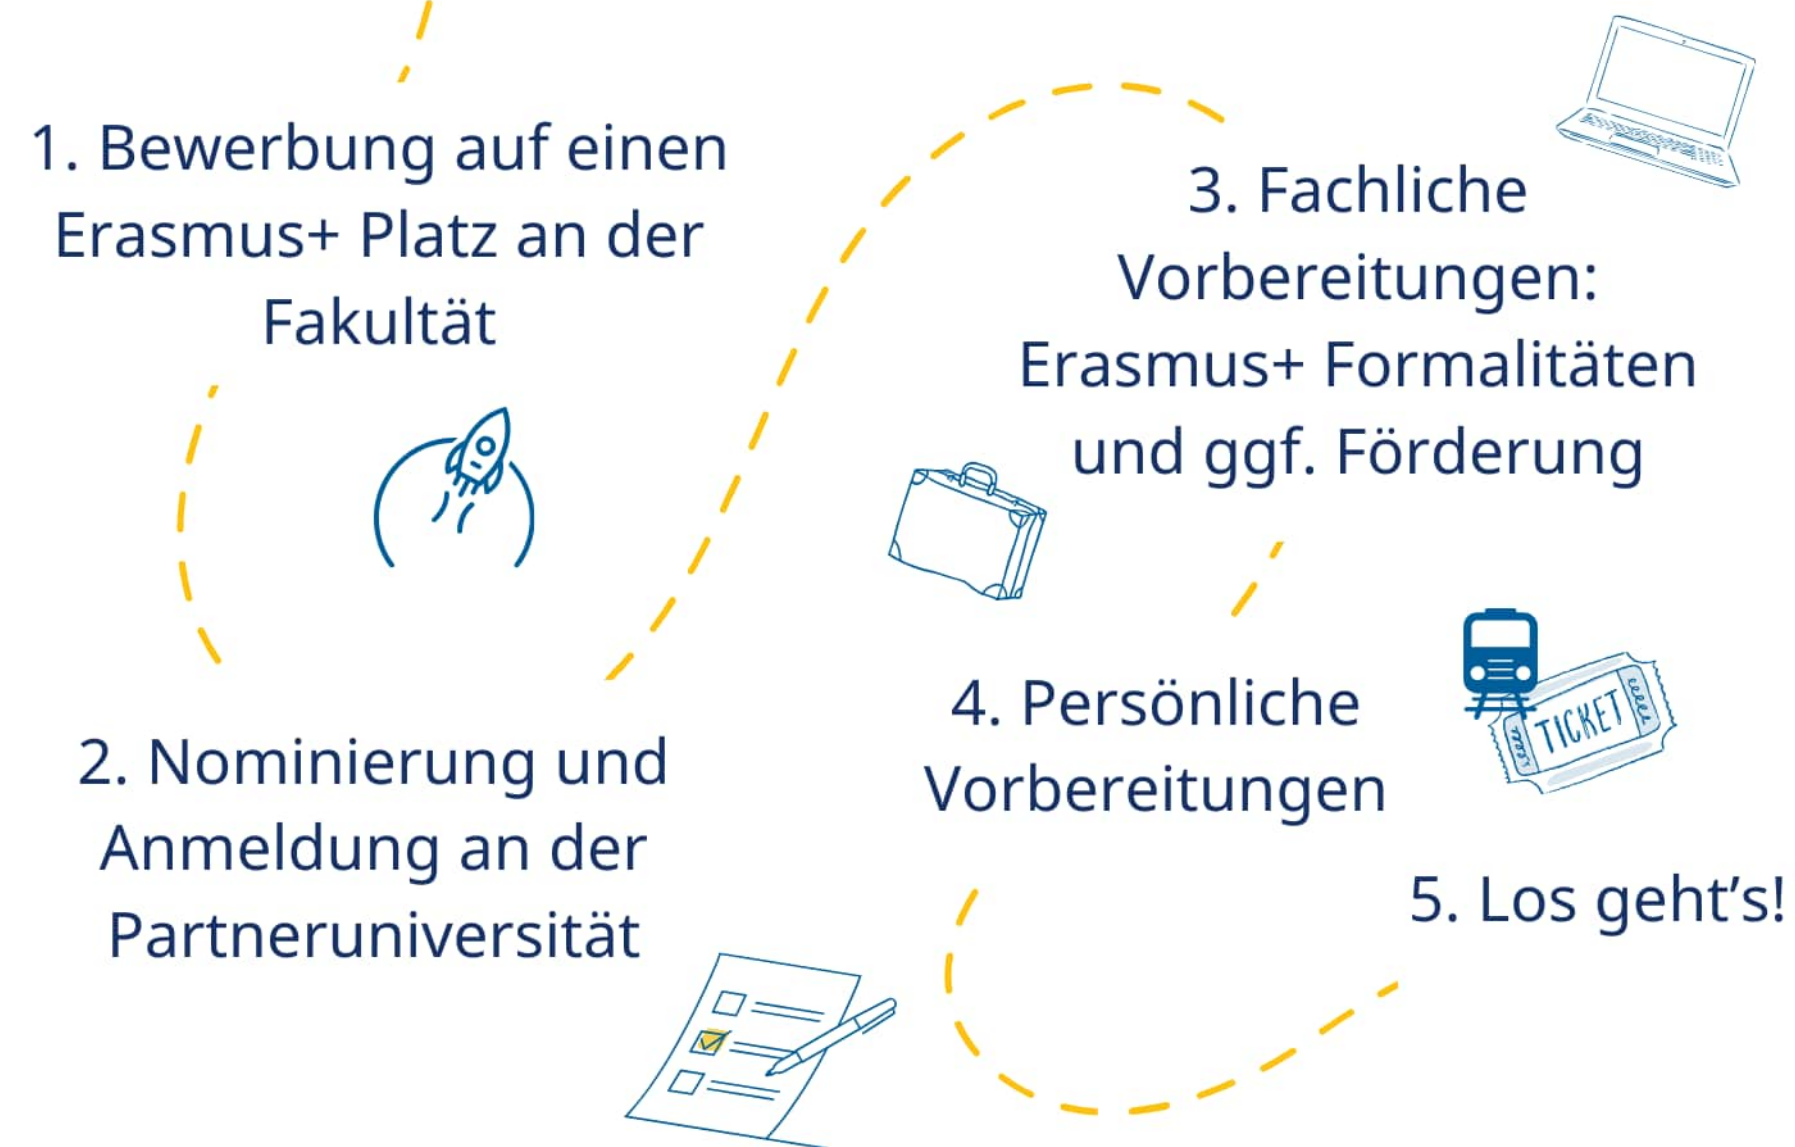 1. Bewerbung auf einen
Erasmus+ Platz an der
Fakultät
2. Nominierung und
Anmeldung an der
Partneruniversität
3. Fachliche
Vorbereitungen:
Erasmus+ Formalitäten
und ggf. Förderung
4. Persönliche
Vorbereitungen
TICKET
5. Los geht’s!